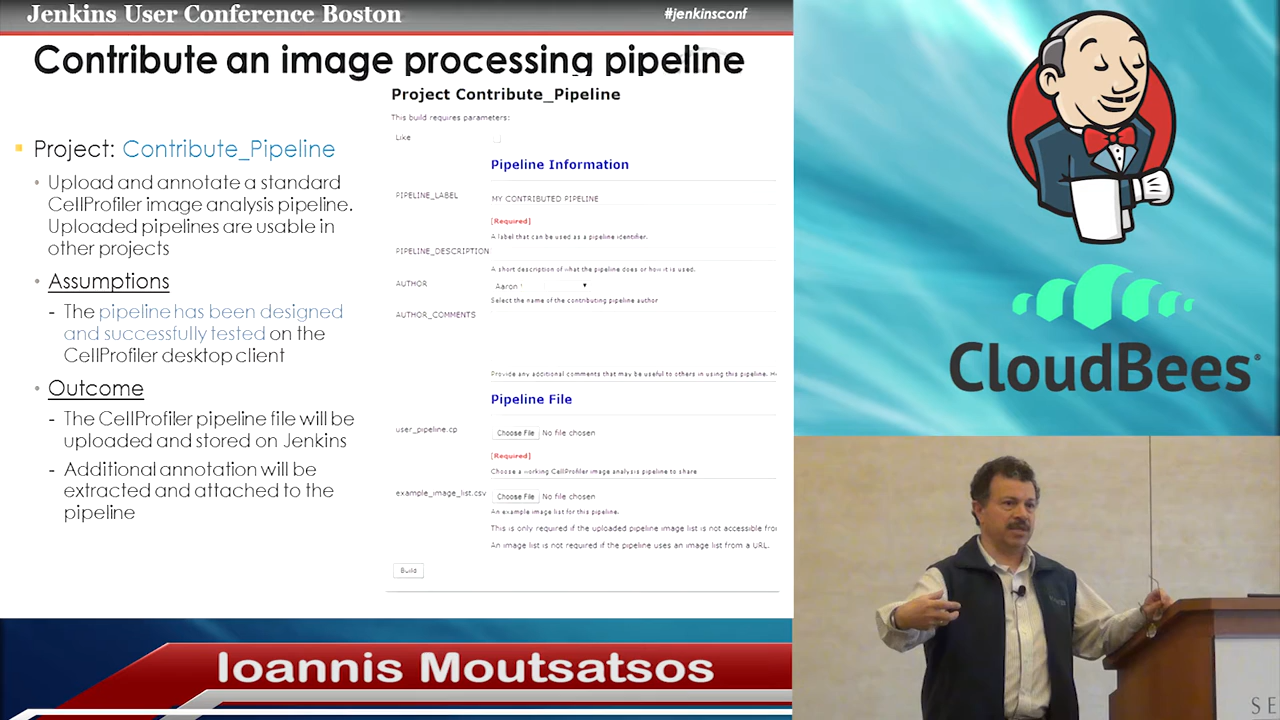 Jenkins User Conference Boston
#jenkinsconf
Contribute an image processing pipeline
Project: Contribute_Pipeline
Upload and annotate a standard
CellProfiler image analysis pipeline.
Uploaded pipelines are usable in
other projects
Assumptions
- The pipeline has been designed
and successfully tested on the
CellProfiler desktop client
Outcome
- The CellProfiler pipeline file will be
uploaded and stored on Jenkins
- Additional annotation will be
extracted and attached to the
pipeline
Project Contribute_Pipeline
This build requires parameters:
Like
Pipeline Information
PIPELINE_LABEL
MY CONTRIBUTED PIPELINE
[Required]
A label that can be used as a pipeline identifier.
PIPELINE_DESCRIPTION
A short description of what the pipeline does or how it is used.
AUTHOR
Aaron
Select the name of the contributing pipeline author
AUTHOR_COMMENTS
Provide any additional comments that may be useful to others in using this pipeline. H
Pipeline File
user_pipeline.cp
Choose File No file chosen
[Required]
Choose a working CellProfiler image analysis pipeline to share
example_image_list.csv
Choose File No file chosen
An example image list for this pipeline.
This is only required if the uploaded pipeline image list is not accessible fro
An image list is not required if the pipeline uses an image list from a URL.
Build
CloudBees
Ioannis Moutsatsos
SE